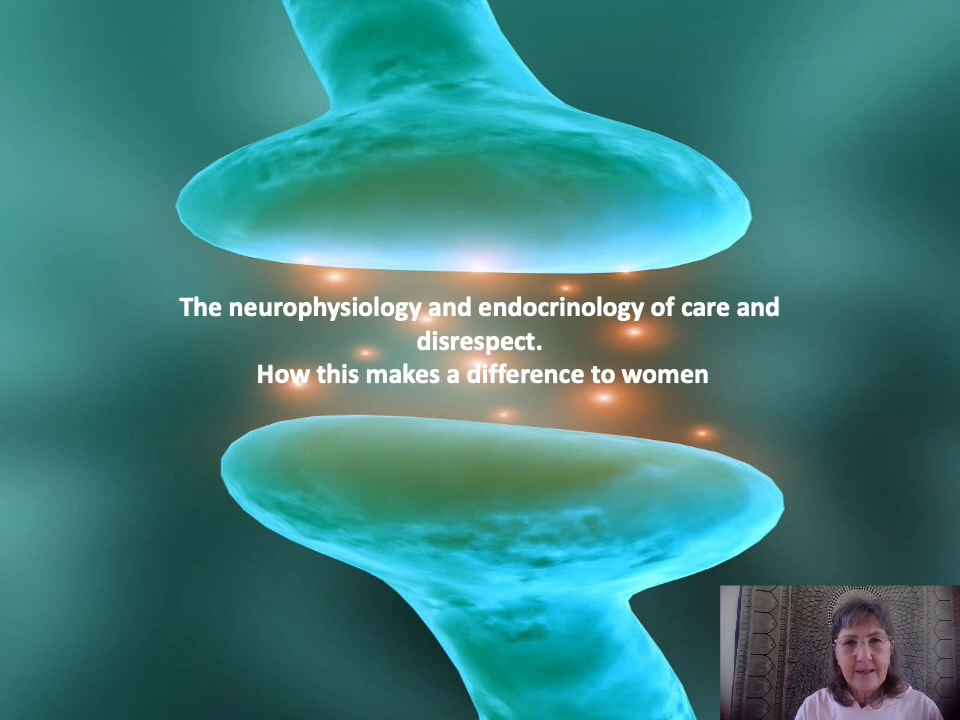 The neurophysiology and endocrinology of care and
disrespect.
How this makes a difference to women